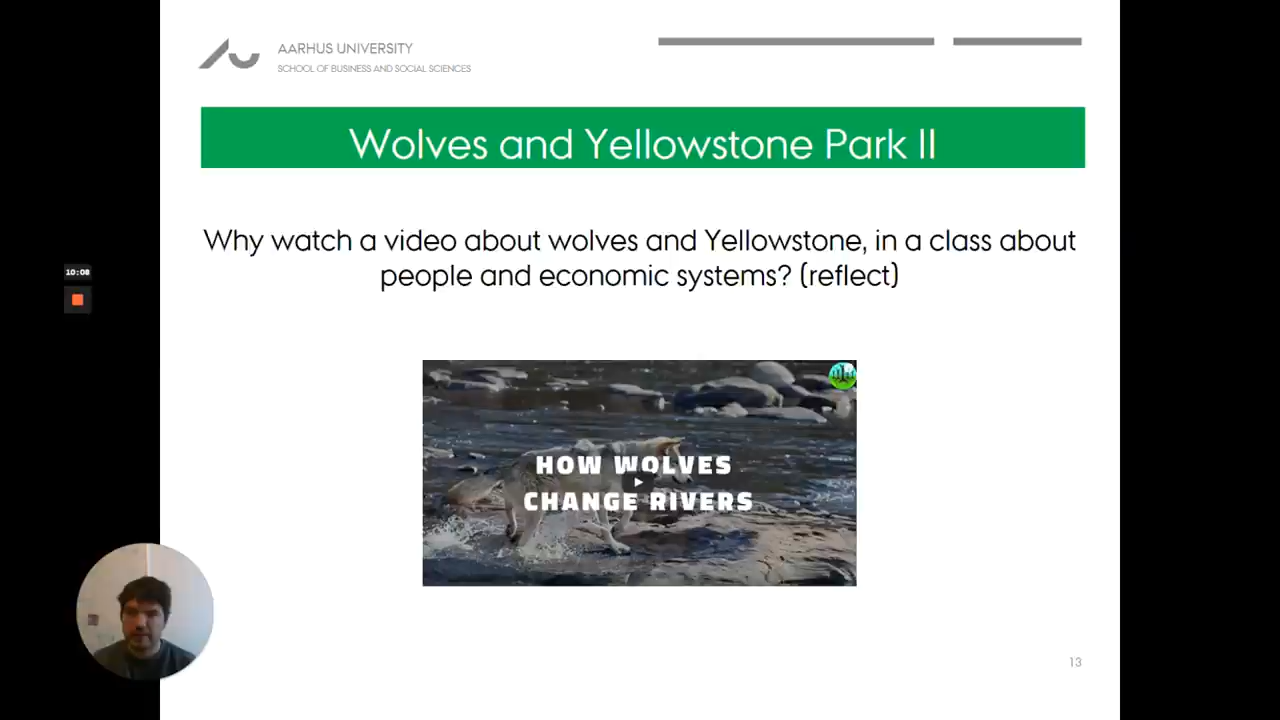 AARHUS UNIVERSITY
SCHOOL OF BUSINESS AND SOCIAL SCIENCES
Wolves and Yellowstone Park II
Why watch a video about wolves and Yellowstone, in a class about
people and economic systems? (reflect)
10:08
HOW WOLVES
CHANGE RIVERS
13